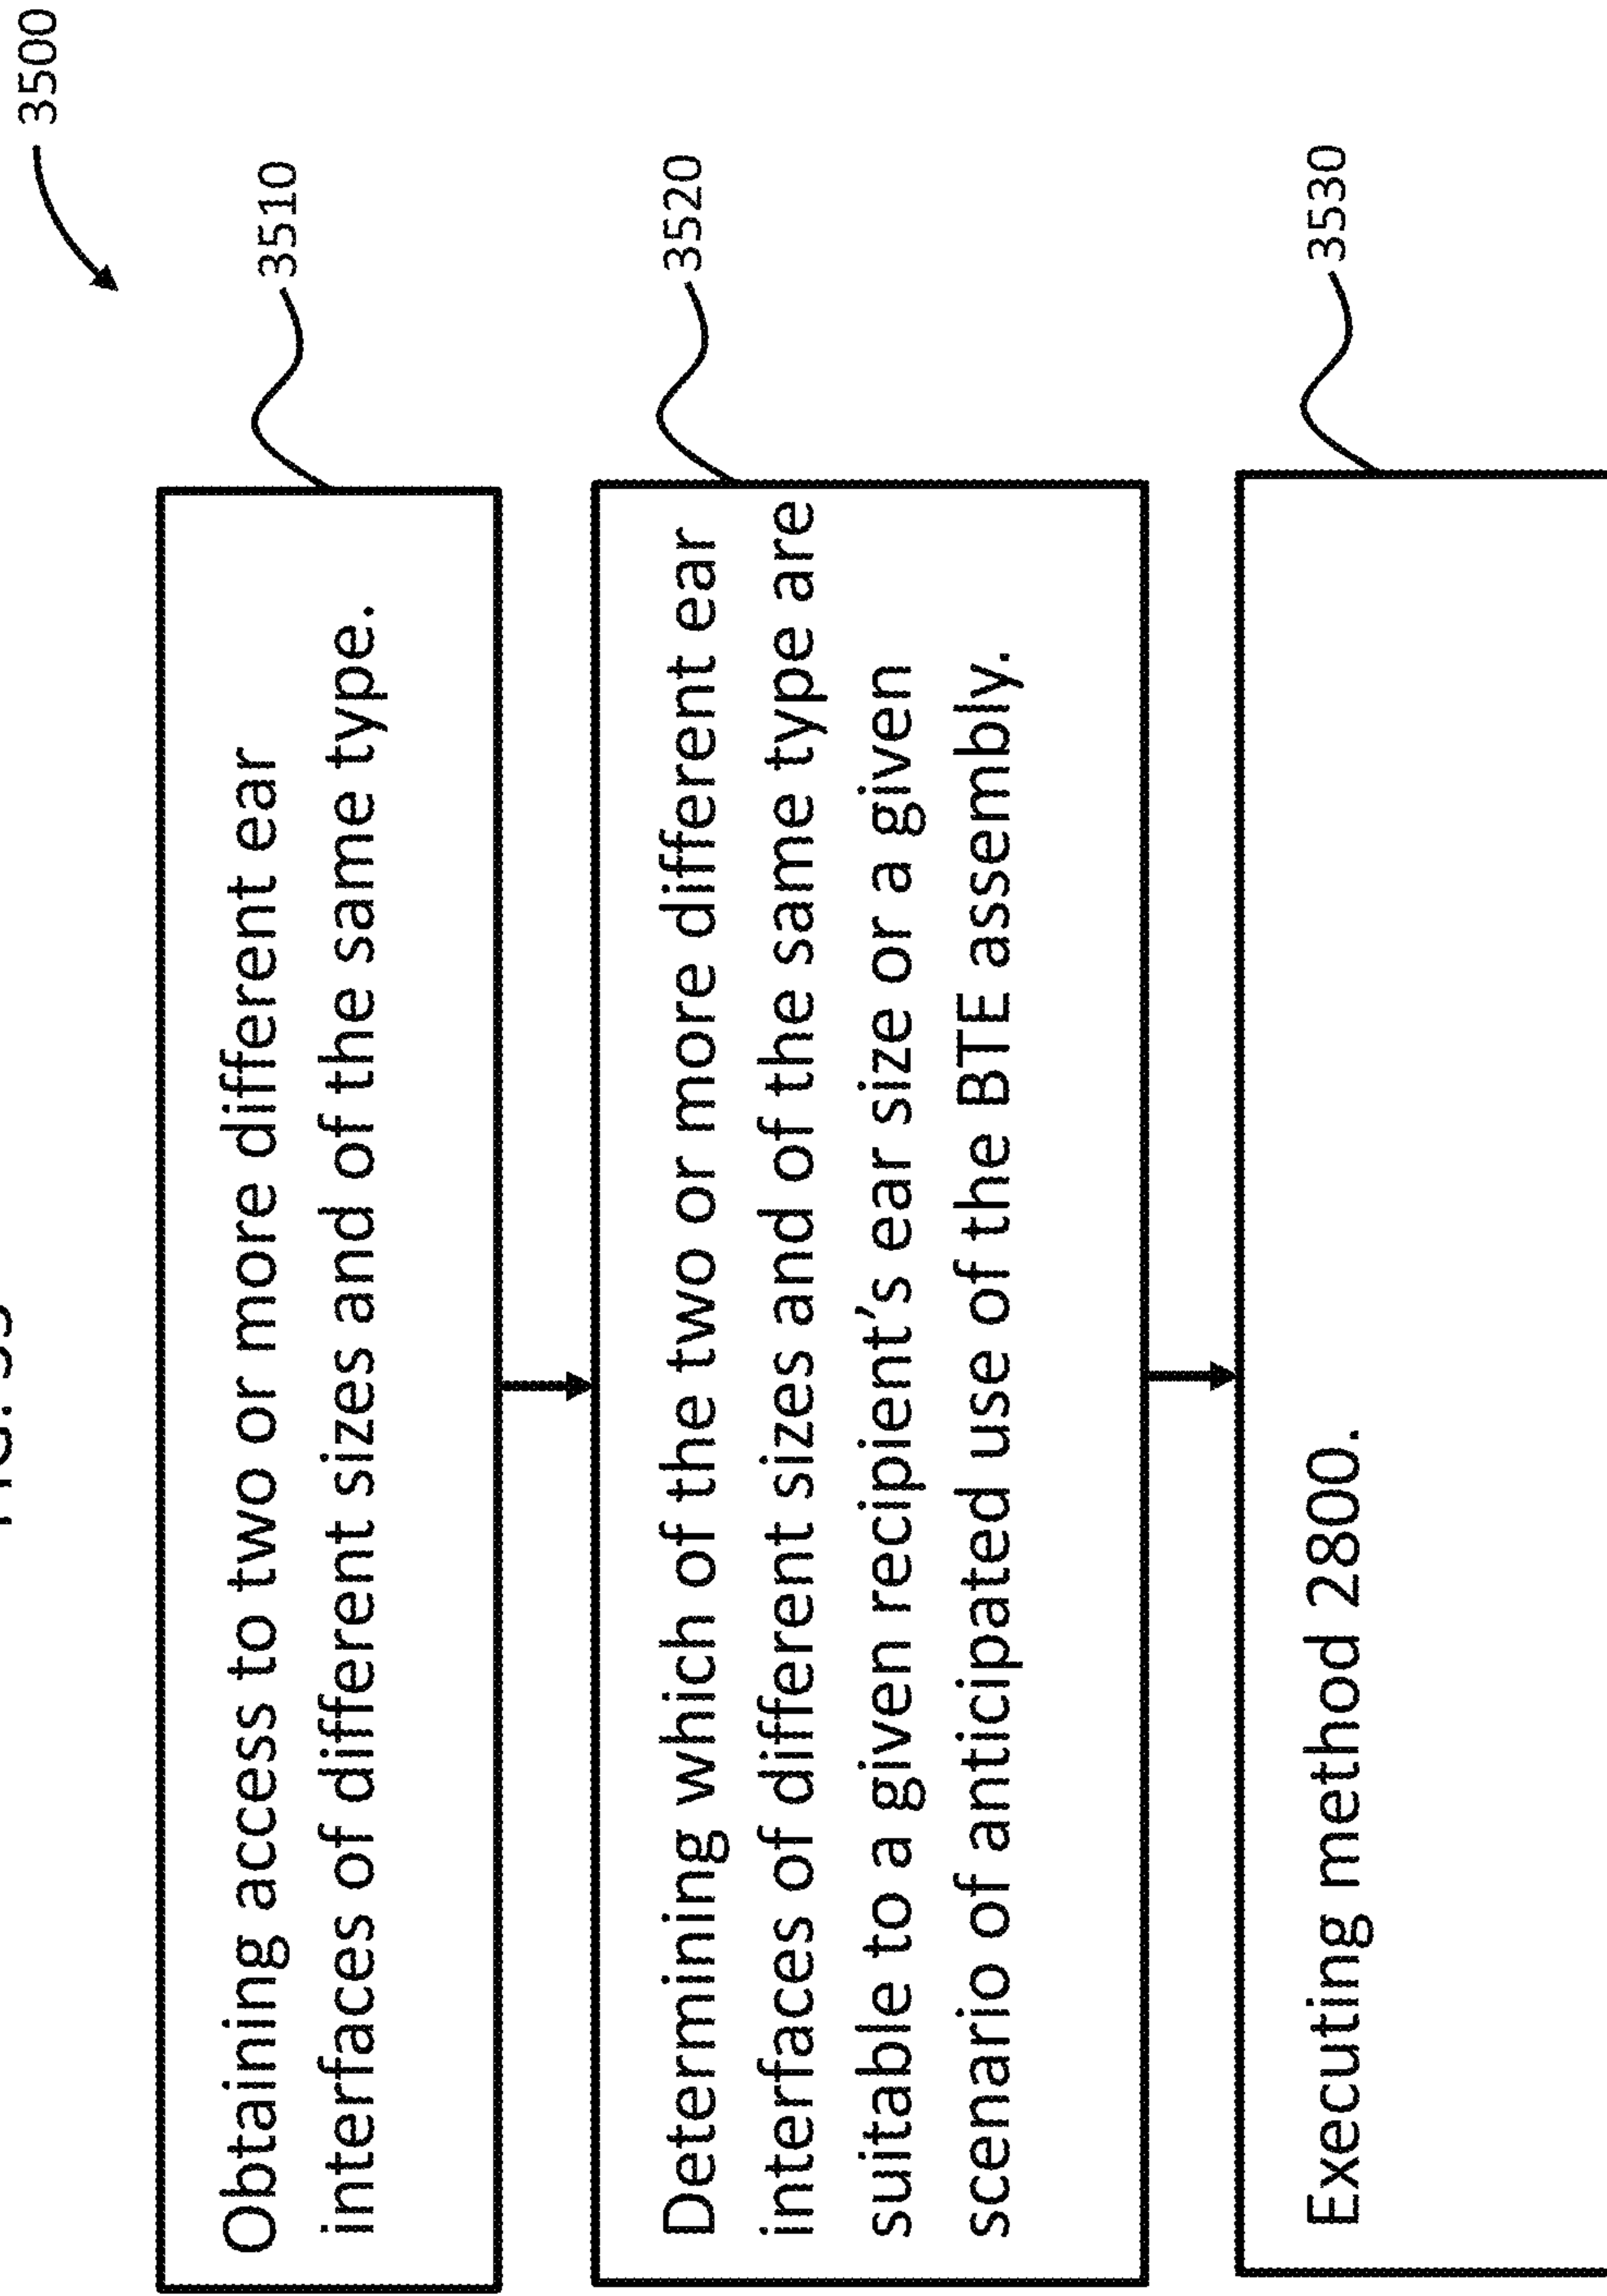 3500
3510
Obtaining access to two or more different ear
interfaces of different sizes and of the same type.
3520
Determining which of the two or more different ear
interfaces of different sizes and of the same type are
suitable to a given recipient's ear size or a given
scenario of anticipated use of the BTE assembly.
3530
Executing method 2800.